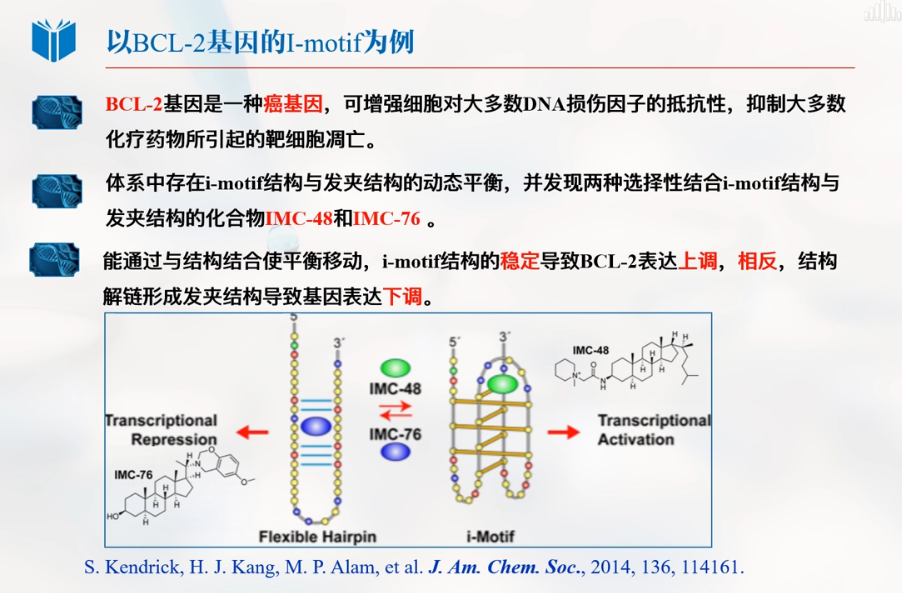 以BCL-2基因的I-motif为例
BCL-2基因是一种癌基因，可增强细胞对大多数DNA损伤因子的抵抗性，抑制大多数
化疗药物所引起的靶细胞凋亡。
体系中存在i-motif结构与发夹结构的动态平衡，并发现两种选择性结合i-motif结构与
发夹结构的化合物IMC-48和IMC-76 。
能通过与结构结合使平衡移动，i-motif结构的稳定导致BCL-2表达上调，相反，结构
解链形成发夹结构导致基因表达下调。
5
3´
5´
3´
IMC-48
IMC-76
Transcriptional
Repression
IMC-76
HO
H
H
H
H
H
H
N
O
O
Flexible Hairpin
i-Motif
IMC-48
N+
O
N
H
H
H
H
H
H
H
Transcriptional
Activation
S. Kendrick, H. J. Kang, M. P. Alam, et al. J. Am. Chem. Soc., 2014, 136, 114161.